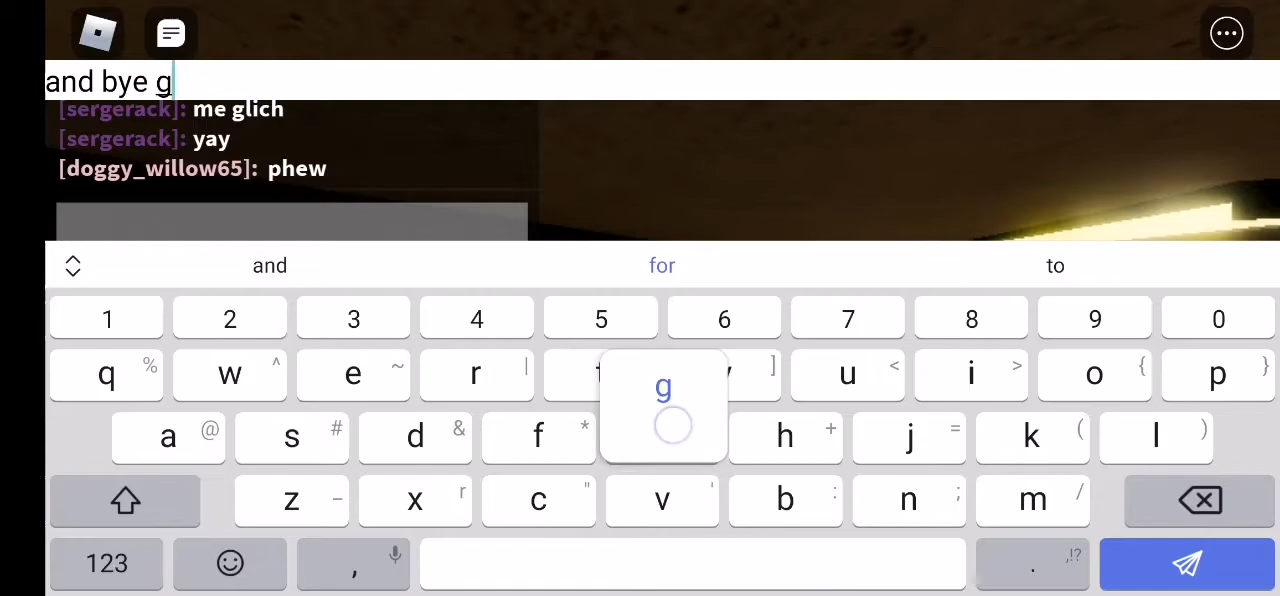 and bye g
[sergerack]: me glich
[sergerack]: yay
[doggy_willow65]: phew
and for to
1 2 3 4 5 6 7 8 9 0
q % w ^ e ~ r | ] u < i > o { p }
a @ s # d & f * g h + j = k ( l )
z – x r c " v ' b : n ; m /
123 , . ,!?